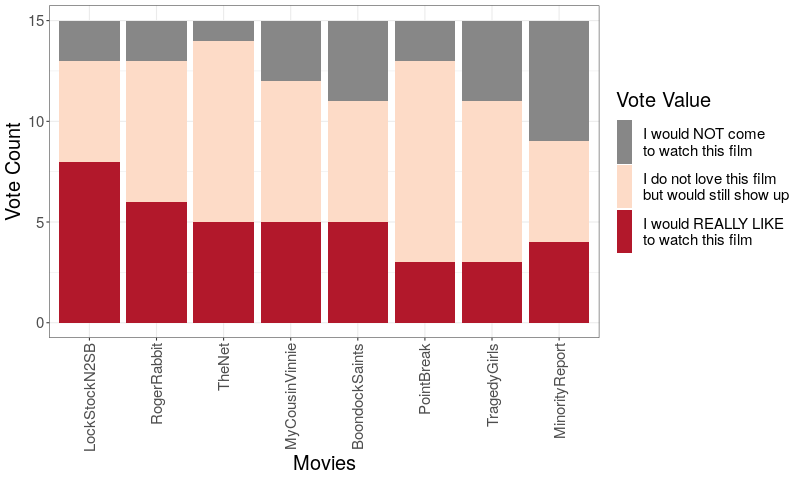 15
10
5
0
Vote Count
LockStockN2SB
RogerRabbit
TheNet
MyCousinVinnie
BoondockSaints
PointBreak
TragedyGirls
MinorityReport
Movies
Vote Value
I would NOT come
to watch this film
I do not love this film
but would still show up
I would REALLY LIKE
to watch this film